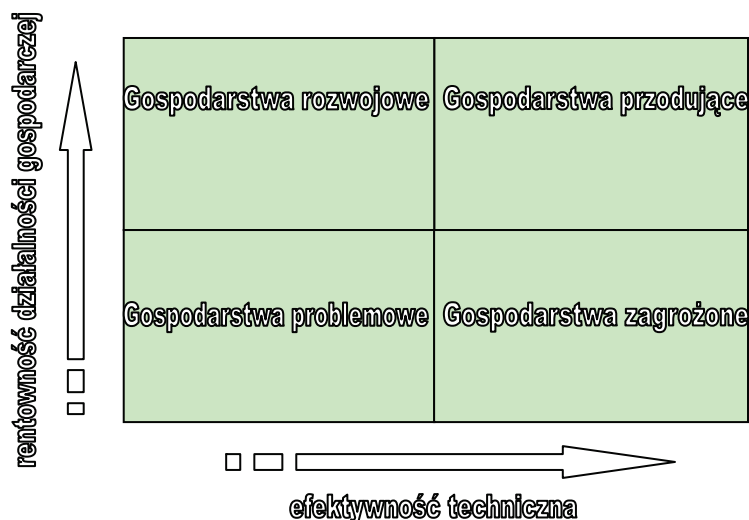 rentowność działalności gospodarczej
Gospodarstwa rozwojowe
Gospodarstwa przodujące
Gospodarstwa problemowe
Gospodarstwa zagrożone
efektywność techniczna